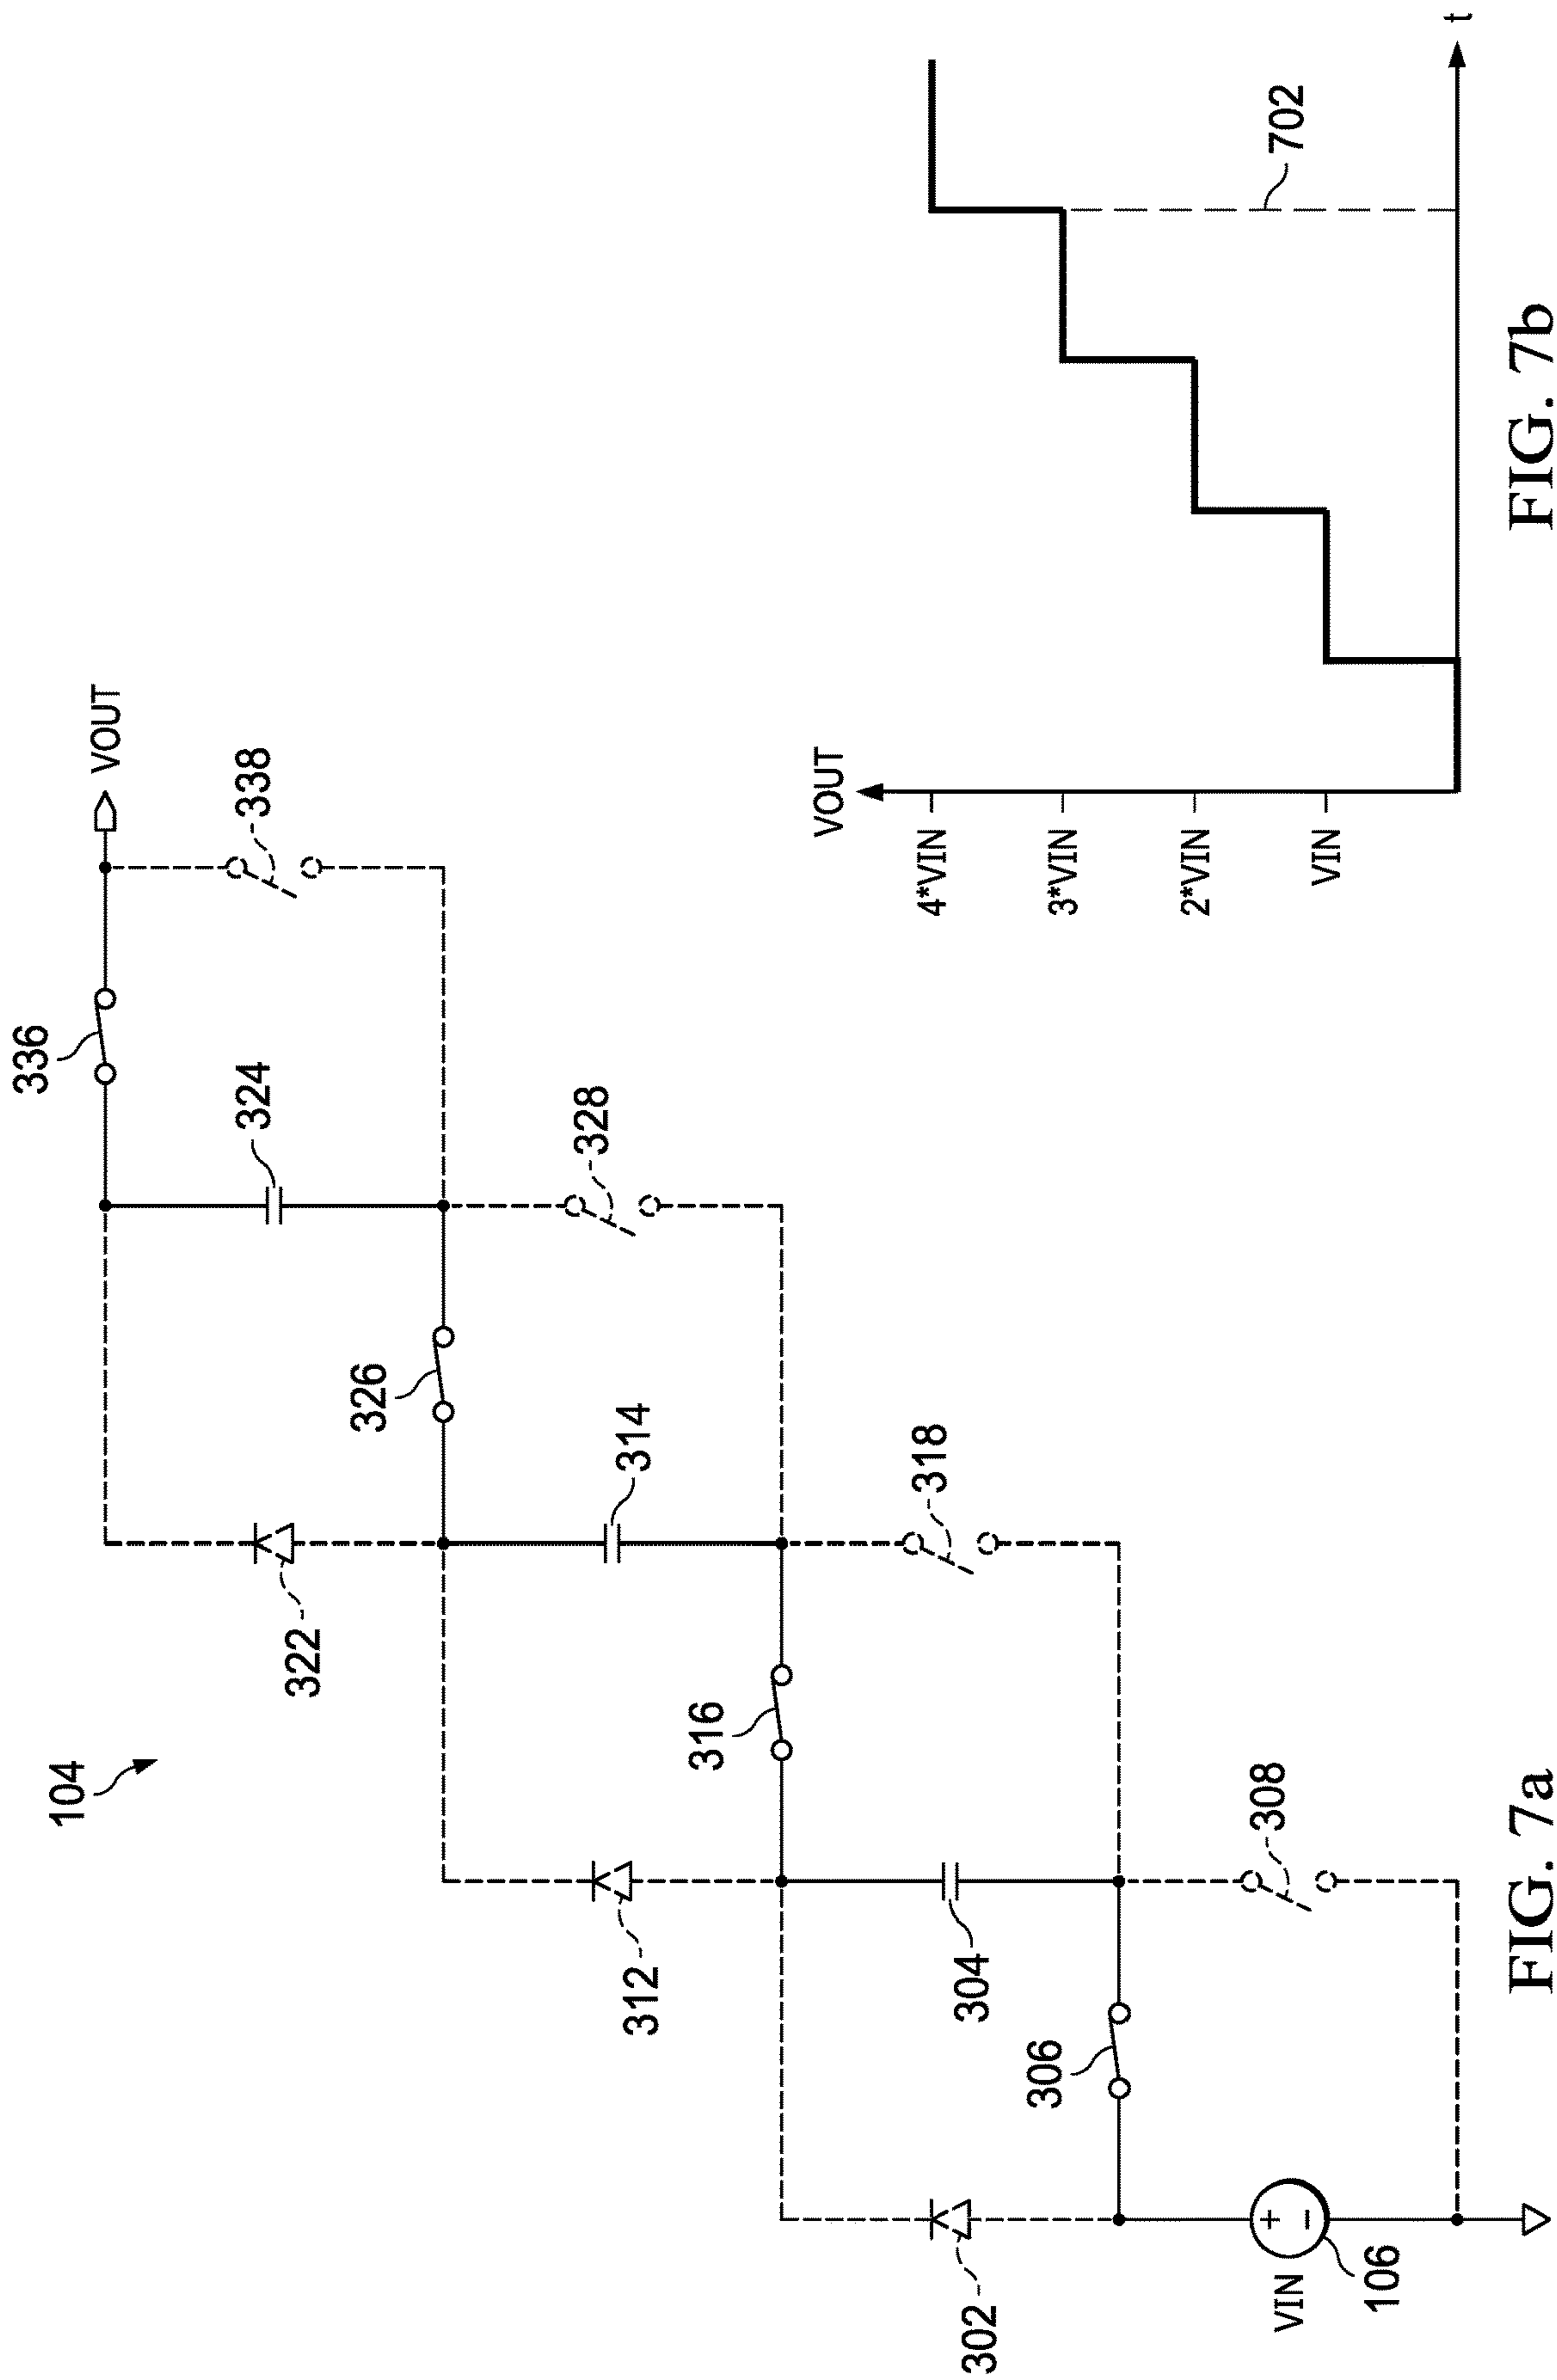 104
336
VOUT
324
338
322
326
328
312
314
316
318
302
304
306
308
+
−
VIN
106
FIG. 7a
VOUT
4*VIN
3*VIN
2*VIN
VIN
702
t
FIG. 7b